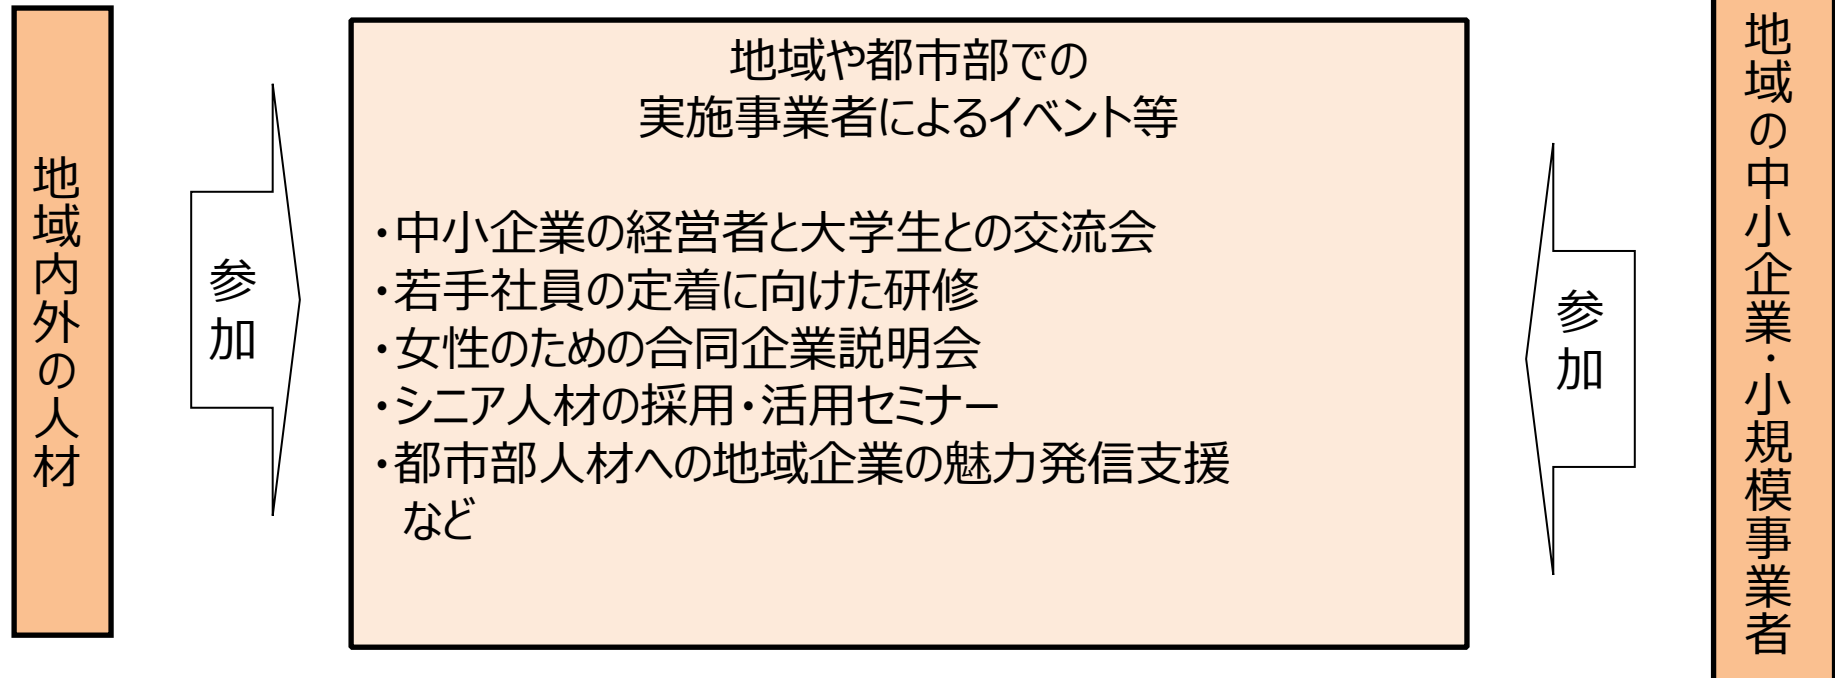 地域内外の人材
参加
地域や都市部での
実施事業者によるイベント等
・中小企業の経営者と大学生との交流会
・若手社員の定着に向けた研修
・女性のための合同企業説明会
・シニア人材の採用・活用セミナー
・都市部人材への地域企業の魅力発信支援
など
参加
地域の中小企業・小規模事業者